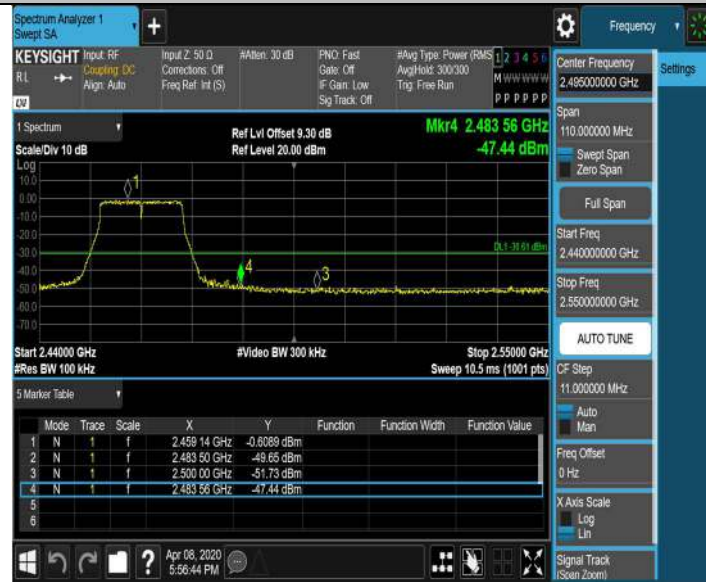 Spectrum Analyzer 1
Swept SA
Frequency
KEYSIGHT
RL
Input: RF
Coupling: DC
Align: Auto
Input Z: 50 Ω
Corrections: Off
Freq Ref: Int (S)
#Atten: 30 dB
PNO: Fast
Gate: Off
IF Gain: Low
Sig Track: Off
#Avg Type: Power (RMS
Avg|Hold: 300/300
Trig: Free Run
1 2 3 4 5 6
M W W W W W
P P P P P P
1 Spectrum
Scale/Div 10 dB
Ref Lvl Offset 9.30 dB
Ref Level 20.00 dBm
Mkr4 2.483 56 GHz
-47.44 dBm
Log
10.0
0.00
-10.0
-20.0
-30.0
-40.0
-50.0
-60.0
-70.0
1
4
3
DL1 -30.61 dBm
Start 2.44000 GHz
#Res BW 100 kHz
#Video BW 300 kHz
Stop 2.55000 GHz
Sweep 10.5 ms (1001 pts)
5 Marker Table
Mode Trace Scale X Y Function Function Width Function Value
1 N 1 f 2.459 14 GHz -0.6089 dBm
2 N 1 f 2.483 50 GHz -49.65 dBm
3 N 1 f 2.500 00 GHz -51.73 dBm
4 N 1 f 2.483 56 GHz -47.44 dBm
5
6
Apr 08, 2020
5:56:44 PM
Center Frequency
2.495000000 GHz
Settings
Span
110.000000 MHz
Swept Span
Zero Span
Full Span
Start Freq
2.440000000 GHz
Stop Freq
2.550000000 GHz
AUTO TUNE
CF Step
11.000000 MHz
Auto
Man
Freq Offset
0 Hz
X Axis Scale
Log
Lin
Signal Track
(Span Zoom)